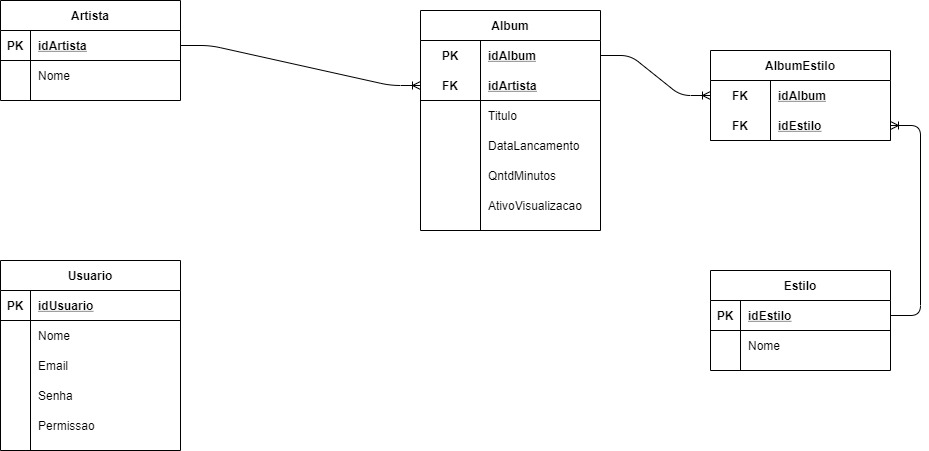 Artista
PK idArtista
Nome
Album
PK idAlbum
FK idArtista
Titulo
DataLancamento
QntdMinutos
AtivoVisualizacao
AlbumEstilo
FK idAlbum
FK idEstilo
Usuario
PK idUsuario
Nome
Email
Senha
Permissao
Estilo
PK idEstilo
Nome